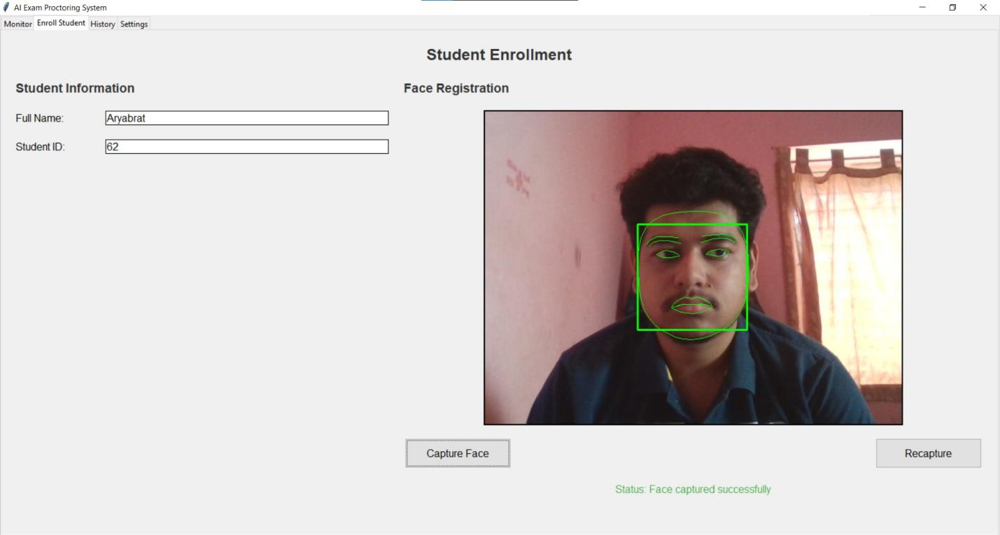 AI Exam Proctoring System
Monitor Enroll Student History Settings
Student Enrollment
Student Information
Full Name: Aryabrat
Student ID: 62
Face Registration
Capture Face
Recapture
Status: Face captured successfully